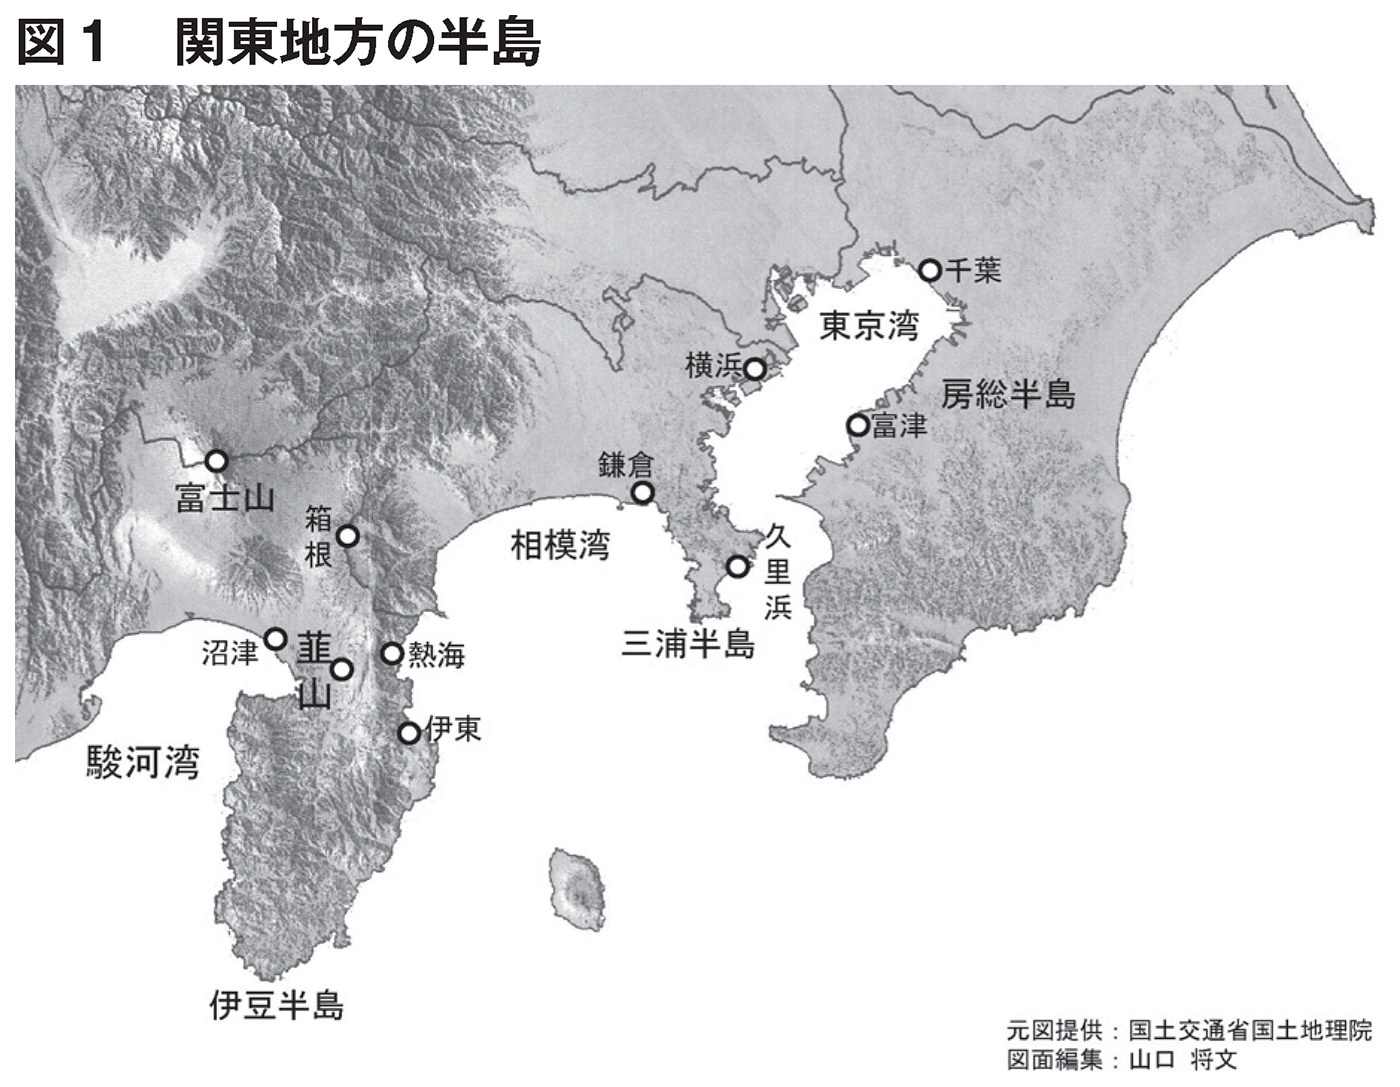 図1　関東地方の半島
千葉
東京湾
横浜
房総半島
富津
鎌倉
富士山
箱根
相模湾
久里浜
三浦半島
沼津
韮山
熱海
伊東
駿河湾
伊豆半島
元図提供：国土交通省国土地理院
図面編集：山口 将文